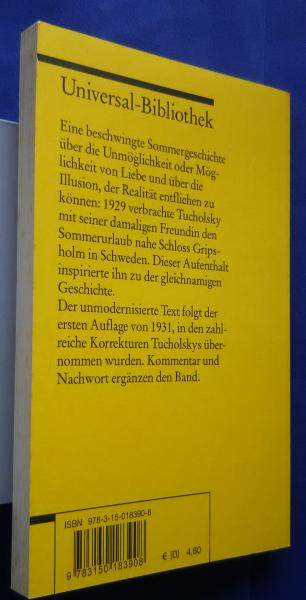 Universal-Bibliothek
Eine beschwingte Sommergeschichte
über die Unmöglichkeit oder Mög-
lichkeit von Liebe und über die
Illusion, der Realität entfliehen zu
können: 1929 verbrachte Tucholsky
mit seiner damaligen Freundin den
Sommerurlaub nahe Schloss Grips-
holm in Schweden. Dieser Aufenthalt
inspirierte ihn zu der gleichnamigen
Geschichte.
Der unmodernisierte Text folgt der
ersten Auflage von 1931, in den zahl-
reiche Korrekturen Tucholskys über-
nommen wurden. Kommentar und
Nachwort ergänzen den Band.
ISBN 978-3-15-018390-8
9 783150 183908
€ [D] 4,60